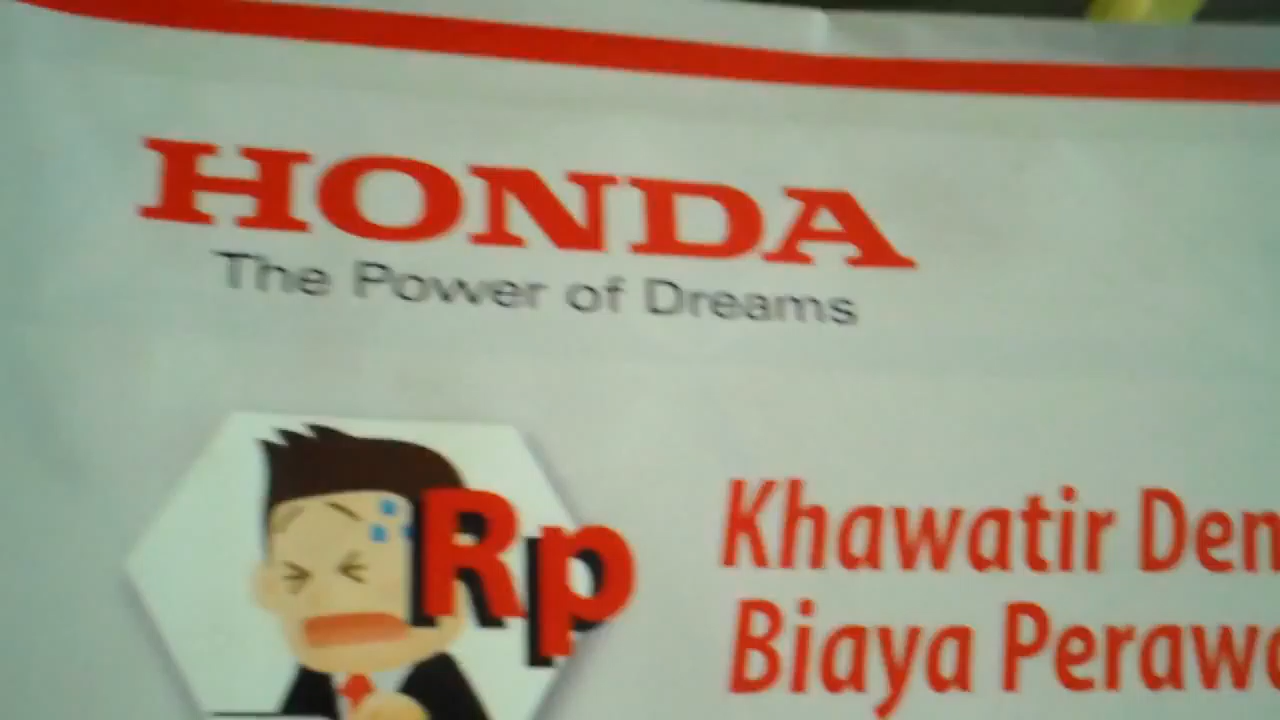 HONDA
The Power of Dreams
Rp
Khawatir Den
Biaya Peraw